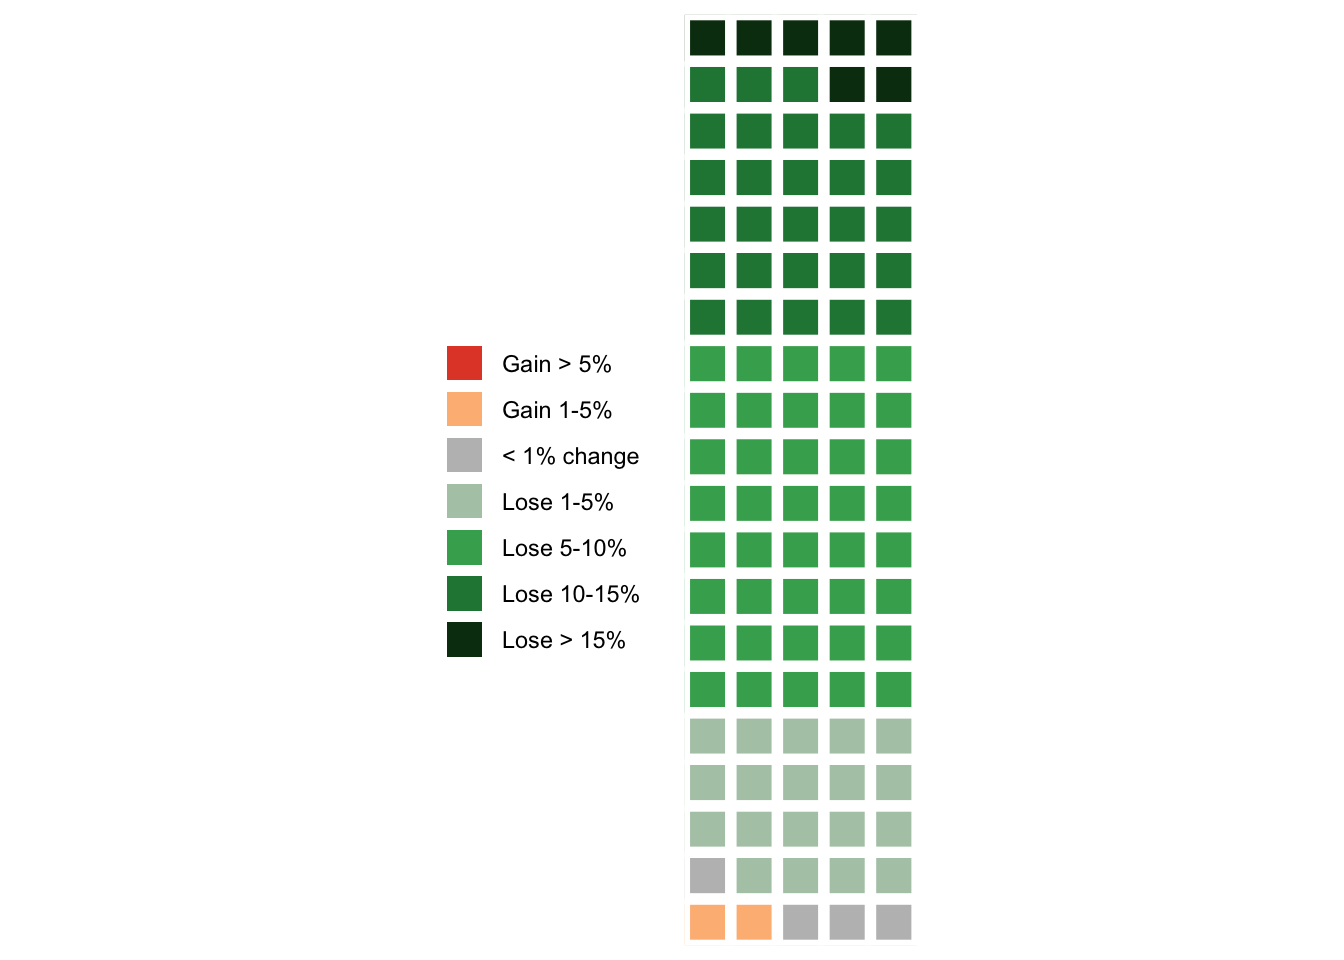 Gain > 5%
Gain 1-5%
< 1% change
Lose 1-5%
Lose 5-10%
Lose 10-15%
Lose > 15%